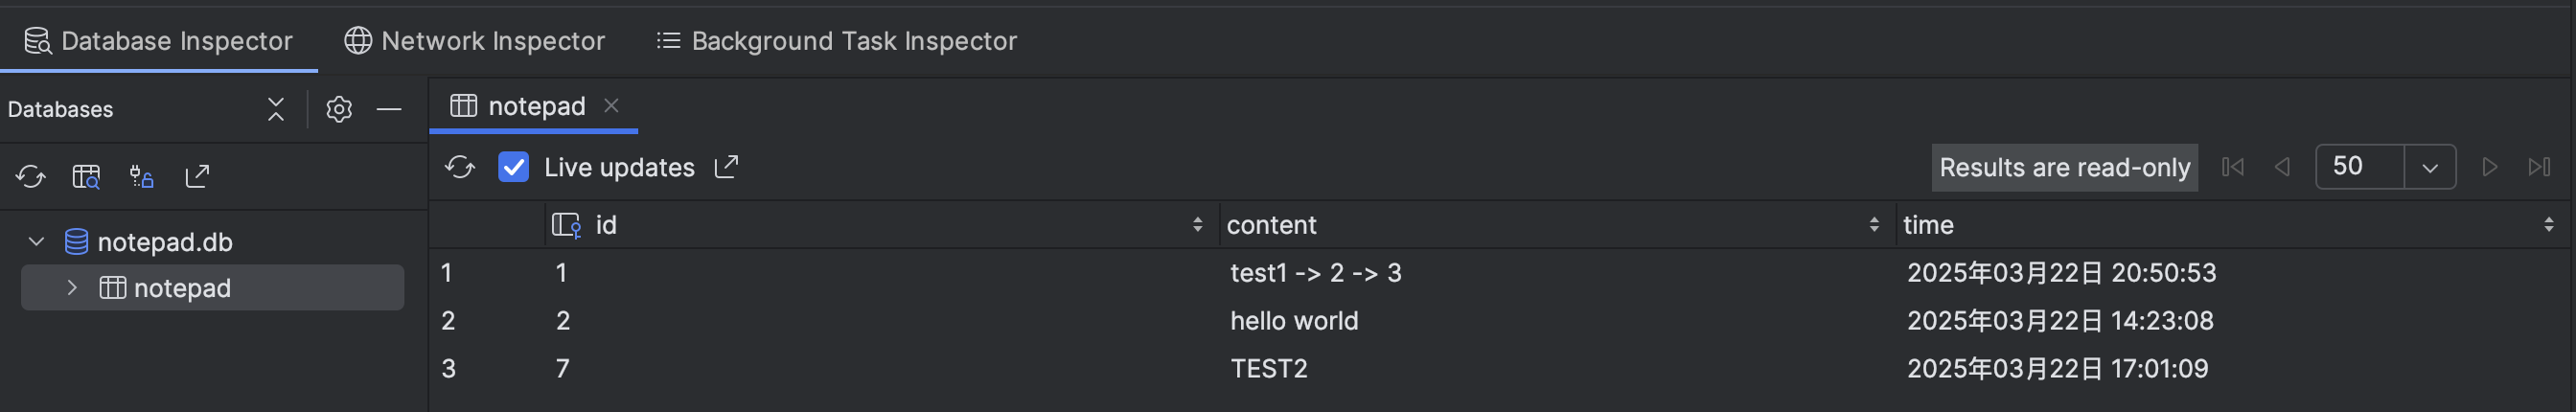 Database Inspector Network Inspector Background Task Inspector
Databases
notepad
Live updates Results are read-only 50
notepad.db
notepad
id content time
1 1 test1 -> 2 -> 3 2025年03月22日 20:50:53
2 2 hello world 2025年03月22日 14:23:08
3 7 TEST2 2025年03月22日 17:01:09